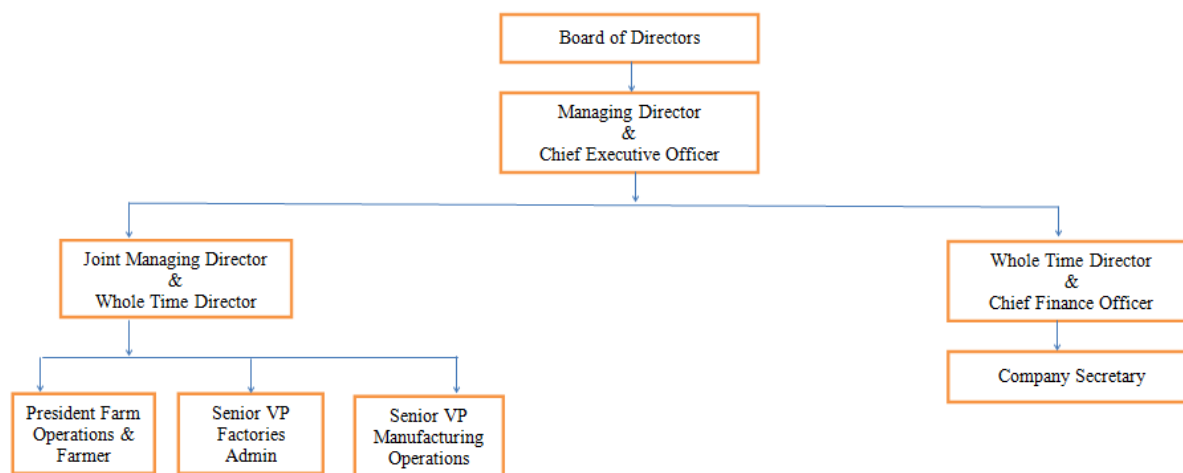 Board of Directors
Managing Director
&
Chief Executive Officer
Joint Managing Director
&
Whole Time Director
Whole Time Director
&
Chief Finance Officer
Company Secretary
President Farm
Operations &
Farmer
Senior VP
Factories
Admin
Senior VP
Manufacturing
Operations